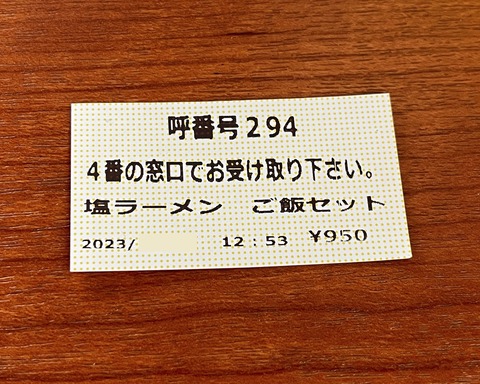 呼番号294
4番の窓口でお受け取り下さい。
塩ラーメン　ご飯セット
2023/ 12:53 ¥950